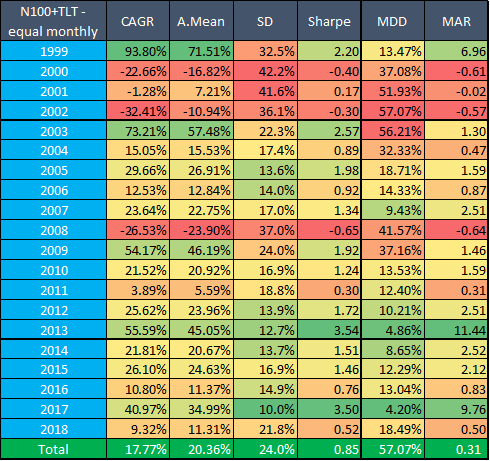 N100+TLT - equal monthly CAGR A.Mean SD Sharpe MDD MAR
1999 93.80% 71.51% 32.5% 2.20 13.47% 6.96
2000 -22.66% -16.82% 42.2% -0.40 37.08% -0.61
2001 -1.28% 7.21% 41.6% 0.17 51.93% -0.02
2002 -32.41% -10.94% 36.1% -0.30 57.07% -0.57
2003 73.21% 57.48% 22.3% 2.57 56.21% 1.30
2004 15.05% 15.53% 17.4% 0.89 32.33% 0.47
2005 29.66% 26.91% 13.6% 1.98 18.71% 1.59
2006 12.53% 12.84% 14.0% 0.92 14.33% 0.87
2007 23.64% 22.75% 17.0% 1.34 9.43% 2.51
2008 -26.53% -23.90% 37.0% -0.65 41.57% -0.64
2009 54.17% 46.19% 24.0% 1.92 37.16% 1.46
2010 21.52% 20.92% 16.9% 1.24 13.53% 1.59
2011 3.89% 5.59% 18.8% 0.30 12.40% 0.31
2012 25.62% 23.96% 13.9% 1.72 10.21% 2.51
2013 55.59% 45.05% 12.7% 3.54 4.86% 11.44
2014 21.81% 20.67% 13.7% 1.51 8.65% 2.52
2015 26.10% 24.63% 16.9% 1.46 12.29% 2.12
2016 10.80% 11.37% 14.9% 0.76 13.04% 0.83
2017 40.97% 34.99% 10.0% 3.50 4.20% 9.76
2018 9.32% 11.31% 21.8% 0.52 18.49% 0.50
Total 17.77% 20.36% 24.0% 0.85 57.07% 0.31